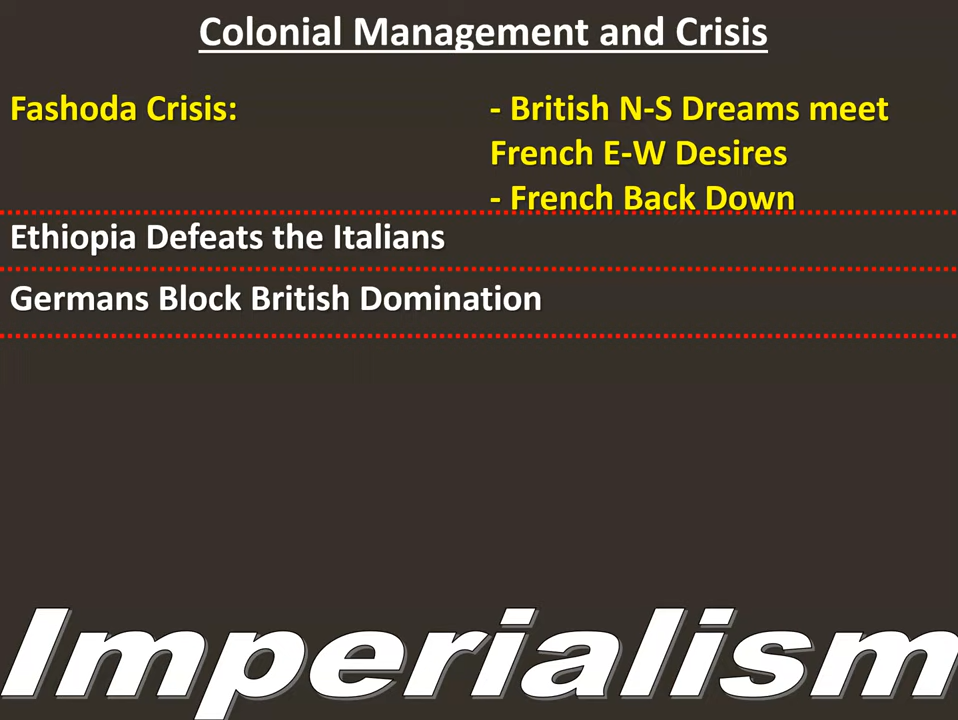 Colonial Management and Crisis
Fashoda Crisis:
- British N-S Dreams meet
French E-W Desires
- French Back Down
Ethiopia Defeats the Italians
Germans Block British Domination
Imperialism